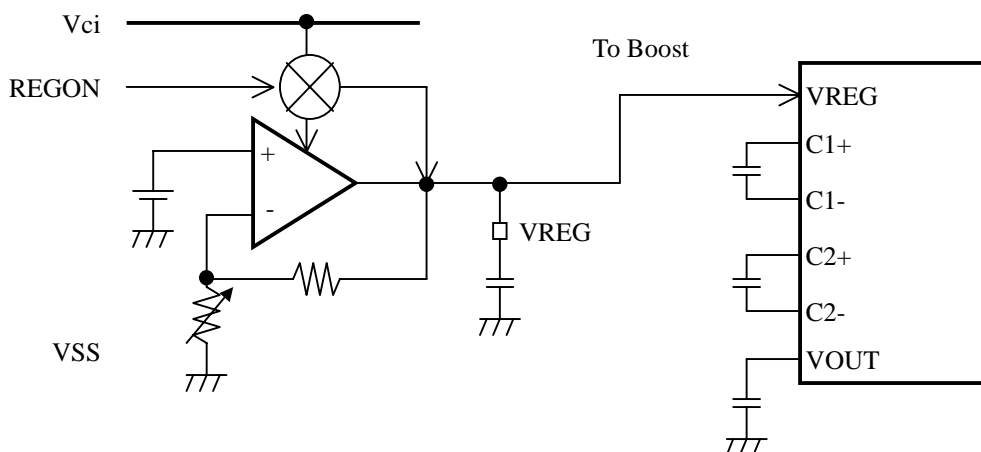 Vci
To Boost
REGON
VREG
+
C1+
C1-
-
VREG
C2+
C2-
VSS
VOUT